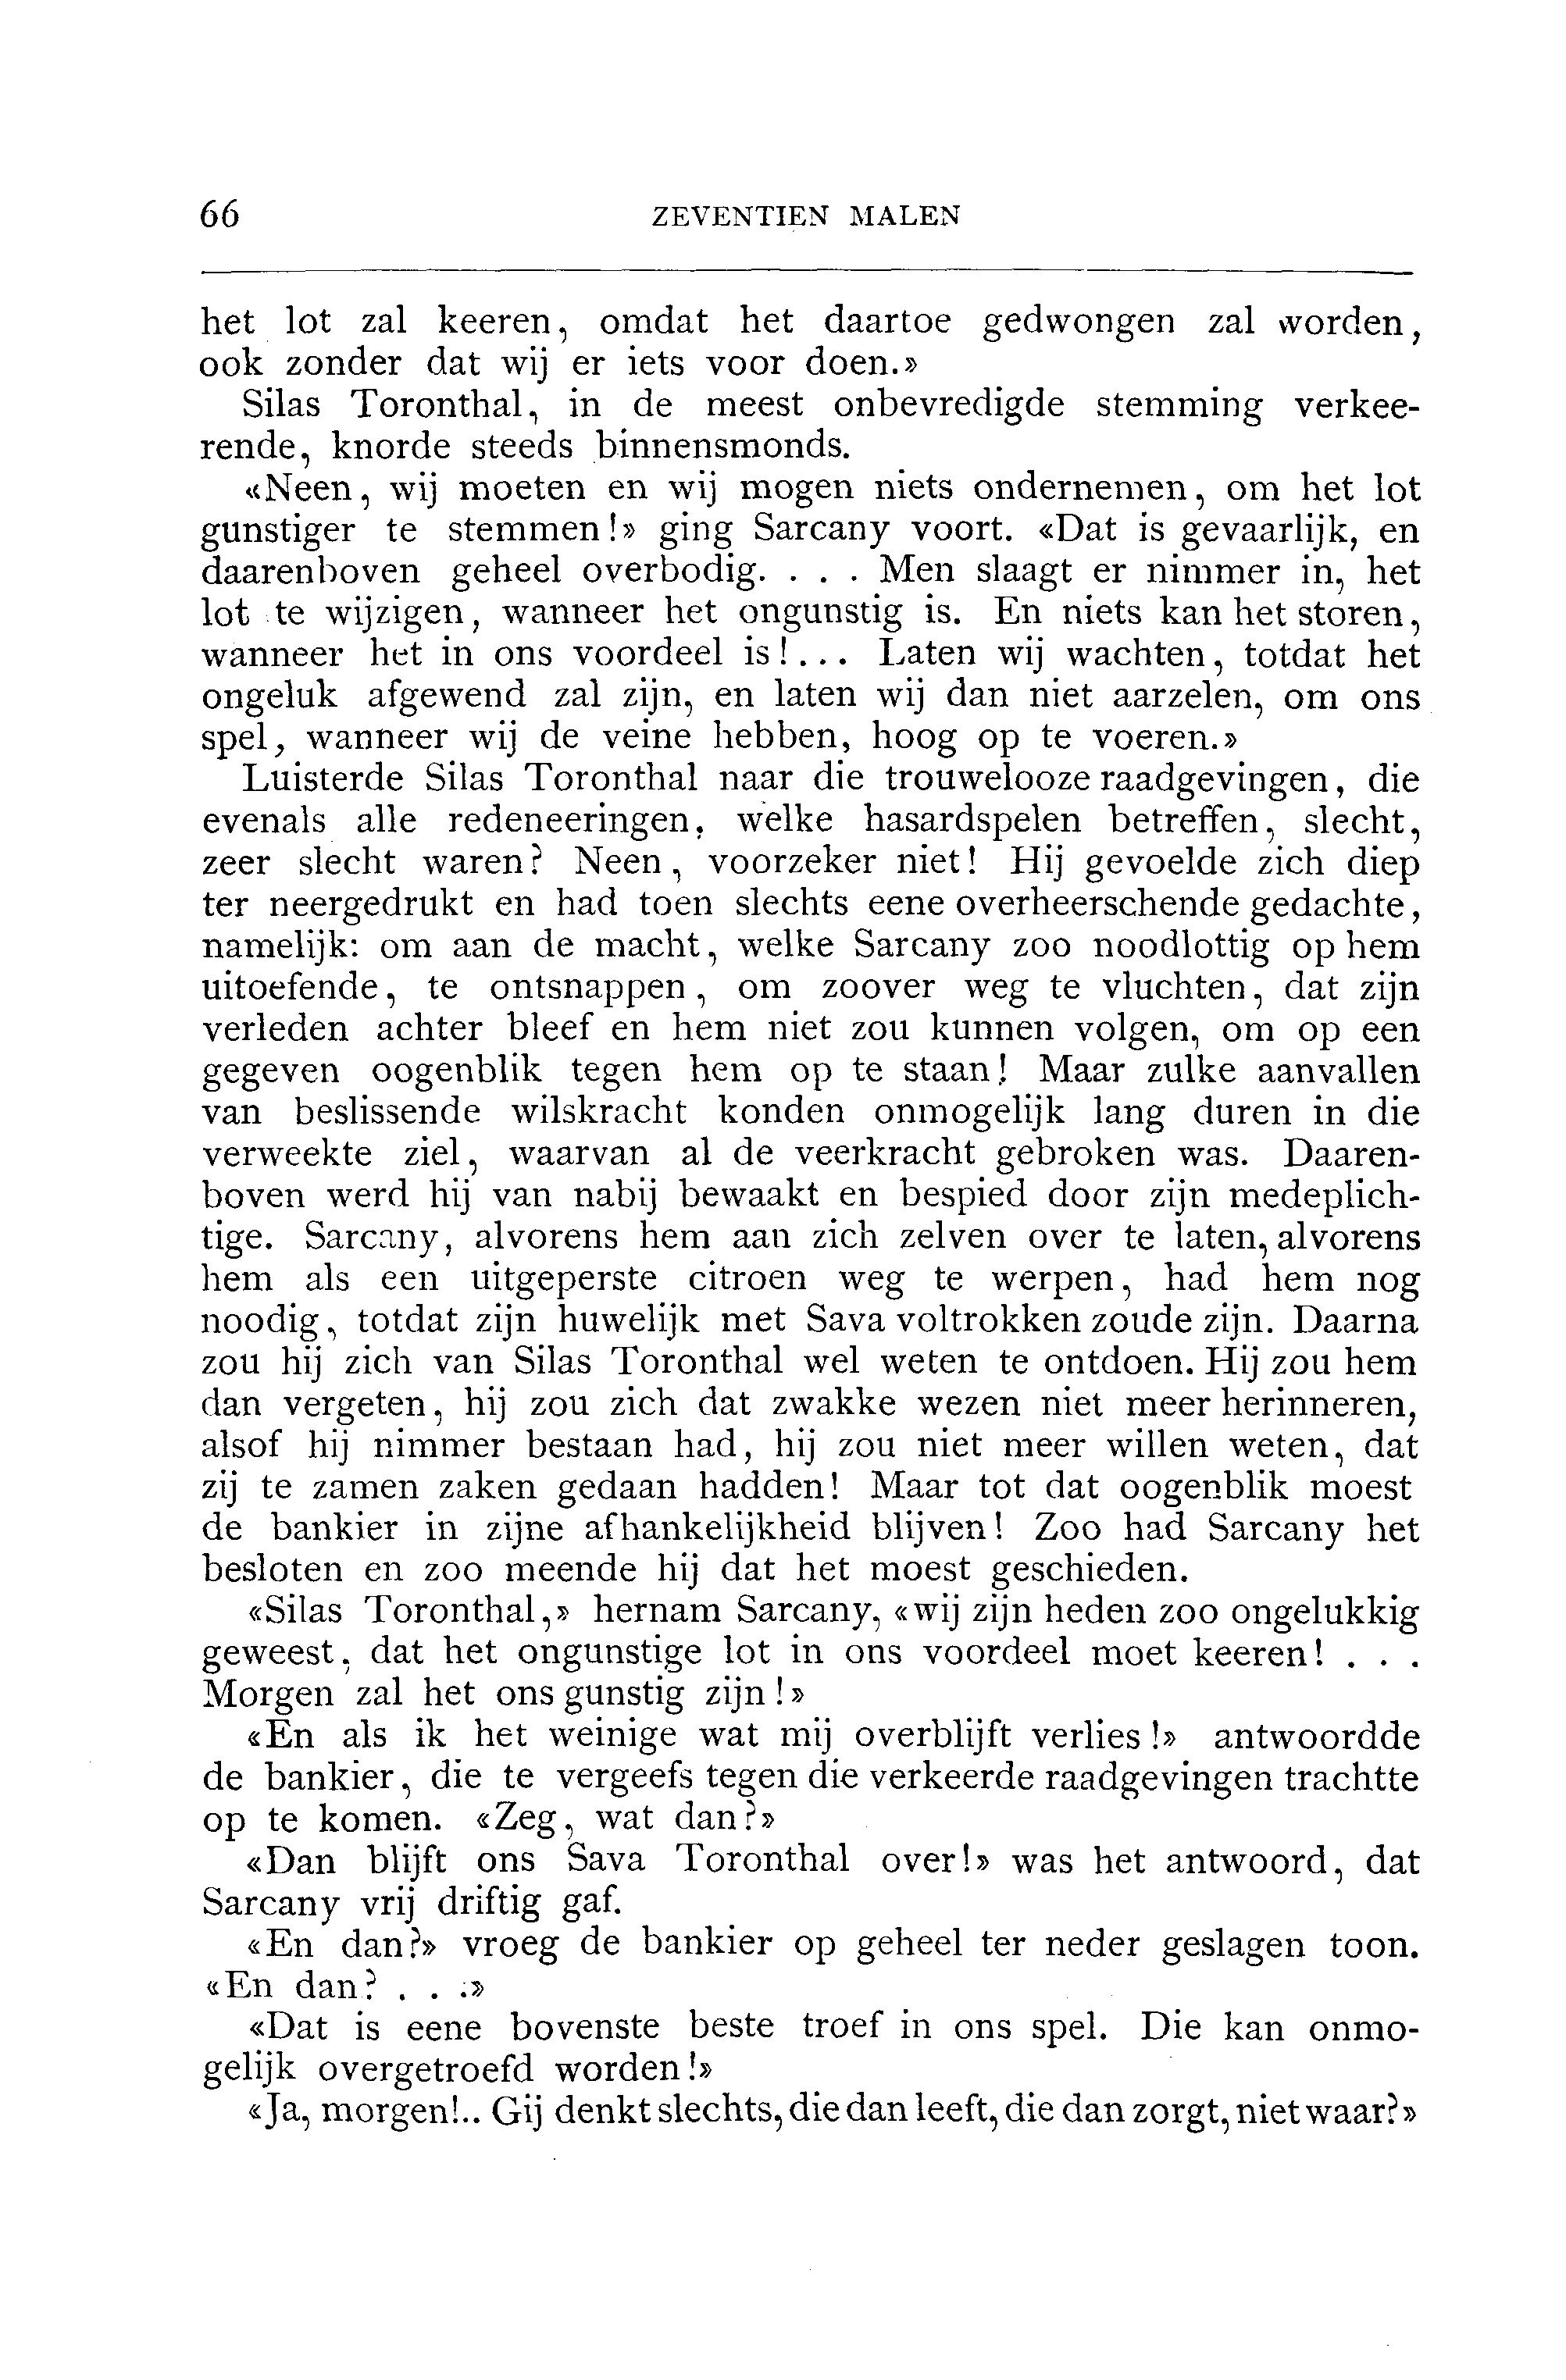 66 ZEVENTIEN MALEN
het lot zal keeren, omdat het daartoe gedwongen zal worden,
ook zonder dat wij er iets voor doen.»
Silas Toronthal, in de meest onbevredigde stemming verkee-
rende, knorde steeds binnensmonds.
«Neen, wij moeten en wij mogen niets ondernemen, om het lot
gunstiger te stemmen!» ging Sarcany voort. «Dat is gevaarlijk, en
daarenboven geheel overbodig. . . . Men slaagt er nimmer in, het
lot te wijzigen, wanneer het ongunstig is. En niets kan het storen,
wanneer het in ons voordeel is!... Laten wij wachten, totdat het
ongeluk afgewend zal zijn, en laten wij dan niet aarzelen, om ons
spel, wanneer wij de veine hebben, hoog op te voeren.»
Luisterde Silas Toronthal naar die trouwelooze raadgevingen, die
evenals alle redeneeringen, welke hasardspelen betreffen, slecht,
zeer slecht waren? Neen, voorzeker niet! Hij gevoelde zich diep
ter neergedrukt en had toen slechts eene overheerschende gedachte,
namelijk: om aan de macht, welke Sarcany zoo noodlottig op hem
uitoefende, te ontsnappen, om zoover weg te vluchten, dat zijn
verleden achter bleef en hem niet zou kunnen volgen, om op een
gegeven oogenblik tegen hem op te staan! Maar zulke aanvallen
van beslissende wilskracht konden onmogelijk lang duren in die
verweekte ziel, waarvan al de veerkracht gebroken was. Daaren-
boven werd hij van nabij bewaakt en bespied door zijn medeplich-
tige. Sarcany, alvorens hem aan zich zelven over te laten, alvorens
hem als een uitgeperste citroen weg te werpen, had hem nog
noodig, totdat zijn huwelijk met Sava voltrokken zoude zijn. Daarna
zou hij zich van Silas Toronthal wel weten te ontdoen. Hij zou hem
dan vergeten, hij zou zich dat zwakke wezen niet meer herinneren,
alsof hij nimmer bestaan had, hij zou niet meer willen weten, dat
zij te zamen zaken gedaan hadden! Maar tot dat oogenblik moest
de bankier in zijne afhankelijkheid blijven! Zoo had Sarcany het
besloten en zoo meende hij dat het moest geschieden.
«Silas Toronthal,» hernam Sarcany, «wij zijn heden zoo ongelukkig
geweest, dat het ongunstige lot in ons voordeel moet keeren! . . .
Morgen zal het ons gunstig zijn!»
«En als ik het weinige wat mij overblijft verlies!» antwoordde
de bankier, die te vergeefs tegen die verkeerde raadgevingen trachtte
op te komen. «Zeg, wat dan?»
«Dan blijft ons Sava Toronthal over!» was het antwoord, dat
Sarcany vrij driftig gaf.
«En dan?» vroeg de bankier op geheel ter neder geslagen toon.
«En dan? . . .»
«Dat is eene bovenste beste troef in ons spel. Die kan onmo-
gelijk overgetroefd worden!»
«Ja, morgen!.. Gij denkt slechts, die dan leeft, die dan zorgt, niet waar?»